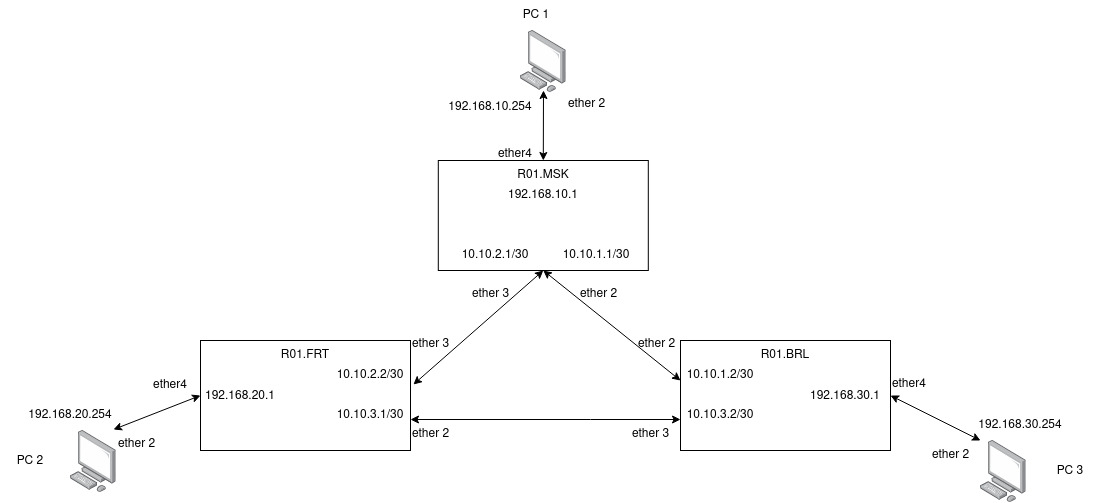 PC 1
192.168.10.254
ether 2
ether4
R01.MSK
192.168.10.1
10.10.2.1/30
10.10.1.1/30
ether 3
ether 2
ether 3
ether 2
R01.FRT
10.10.2.2/30
192.168.20.1
10.10.3.1/30
ether4
192.168.20.254
ether 2
PC 2
ether 2
ether 3
R01.BRL
10.10.1.2/30
192.168.30.1
10.10.3.2/30
ether4
192.168.30.254
ether 2
PC 3